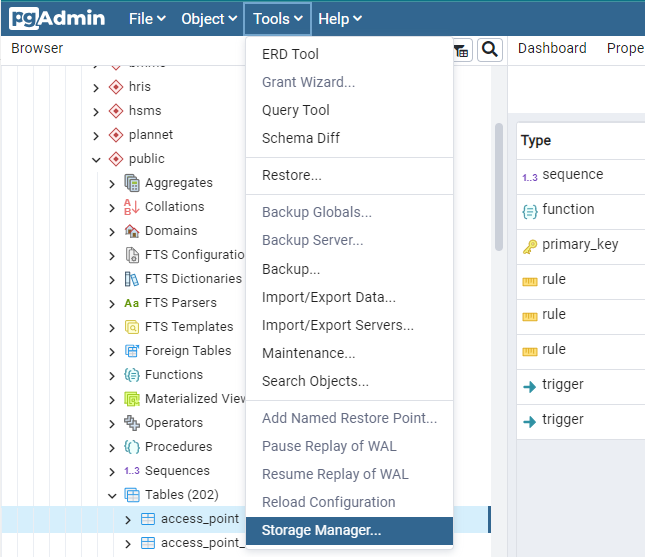 pgAdmin File Object Tools Help
Browser
Dashboard
hris
hsms
plannet
public
Aggregates
Collations
Domains
FTS Configuratio
FTS Dictionaries
FTS Parsers
FTS Templates
Foreign Tables
Functions
Materialized View
Operators
Procedures
Sequences
Tables (202)
access_point
access_point_
ERD Tool
Grant Wizard...
Query Tool
Schema Diff
Restore...
Backup Globals...
Backup Server...
Backup...
Import/Export Data...
Import/Export Servers...
Maintenance...
Search Objects...
Add Named Restore Point...
Pause Replay of WAL
Resume Replay of WAL
Reload Configuration
Storage Manager...
Type
1..3 sequence
function
primary_key
rule
rule
rule
trigger
trigger